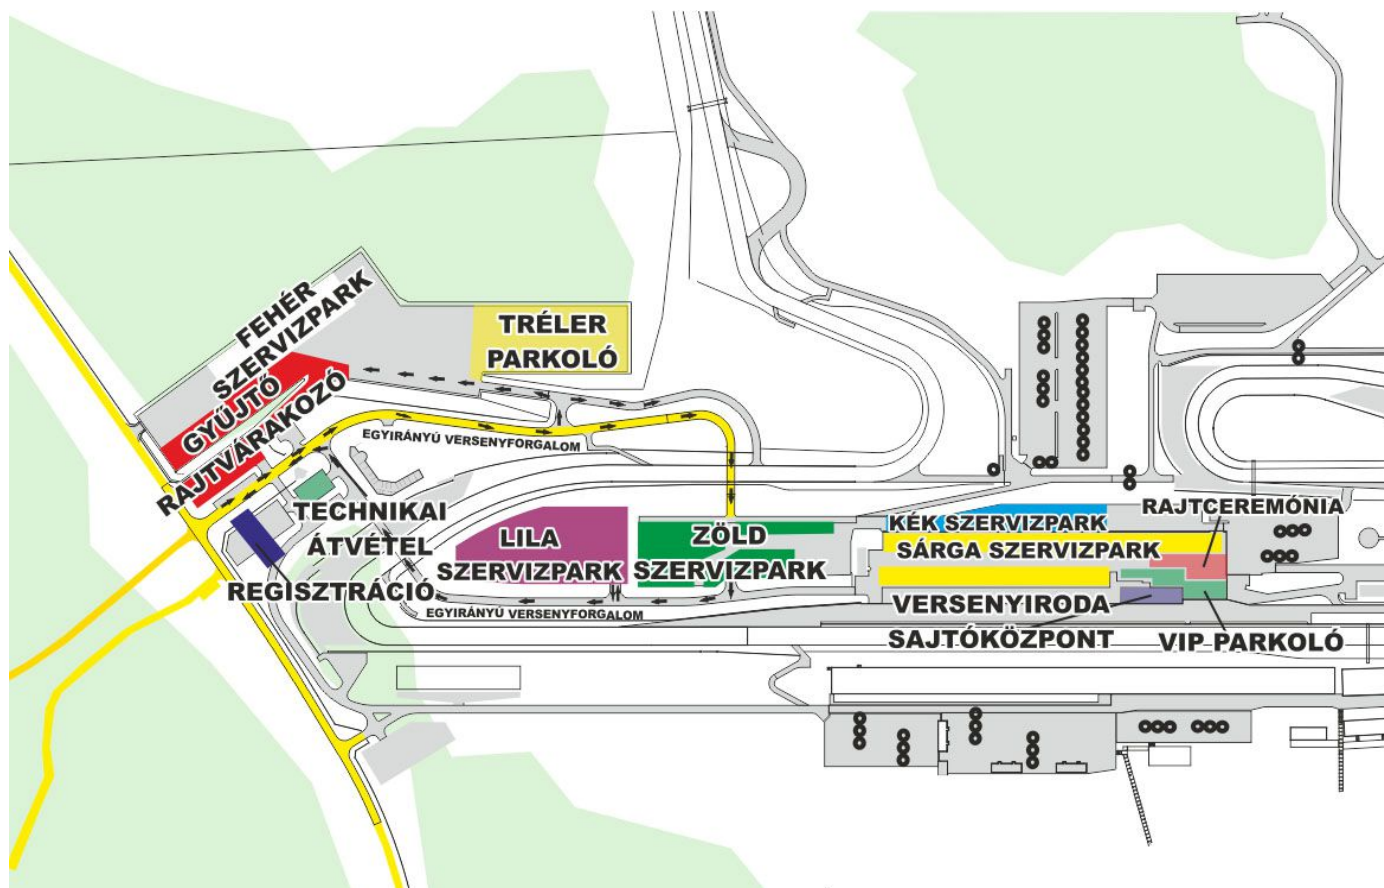 FEHÉR
SZERVIZPARK
GYŰJTŐ
RAJTVÁRAKOZÓ
TRÉLER
PARKOLÓ
EGYIRÁNYÚ VERSENYFORGALOM
TECHNIKAI
ÁTVÉTEL
REGISZTRÁCIÓ
LILA
SZERVIZPARK
ZÖLD
SZERVIZPARK
EGYIRÁNYÚ VERSENYFORGALOM
RAJTCEREMÓNIA
KÉK SZERVIZPARK
SÁRGA SZERVIZPARK
VERSENYIRODA
SAJTÓKÖZPONT
VIP PARKOLÓ